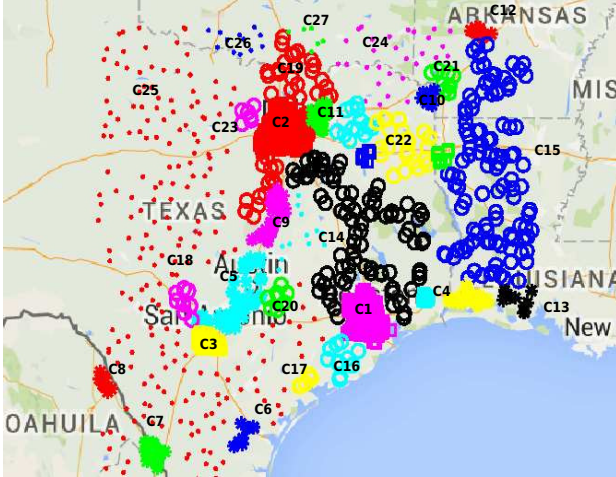 C12
ARKANSAS
C27
C26
C24
C19
C21
MIS
C25
C10
C11
C23
C2
C22
C15
TEXAS
C9
C14
C18
Austin
C5
LOUISIANA
C20
C4
C1
C13
San Antonio
New
C3
C16
C17
C8
C6
OAHUILA
C7